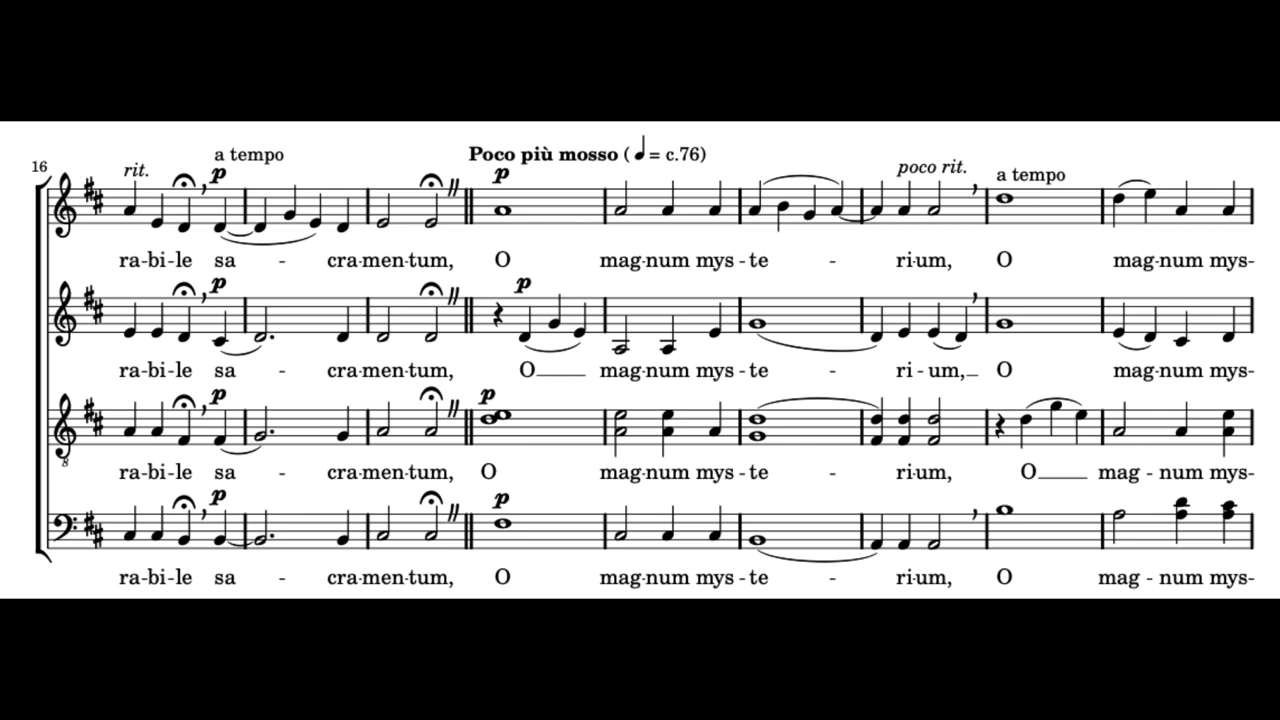 a tempo Poco più mosso ( = c.76)
16 rit. p p poco rit. a tempo
ra-bi-le sa - cra-men-tum, O mag-num mys-te - ri-um, O mag-num mys-
p p
ra-bi-le sa - cra-men-tum, O mag-num mys-te - ri-um, O mag-num mys-
p p
8
ra-bi-le sa - cra-men-tum, O mag-num mys-te - ri-um, O mag-num mys-
p p
ra-bi-le sa - cra-men-tum, O mag-num mys-te - ri-um, O mag-num mys-